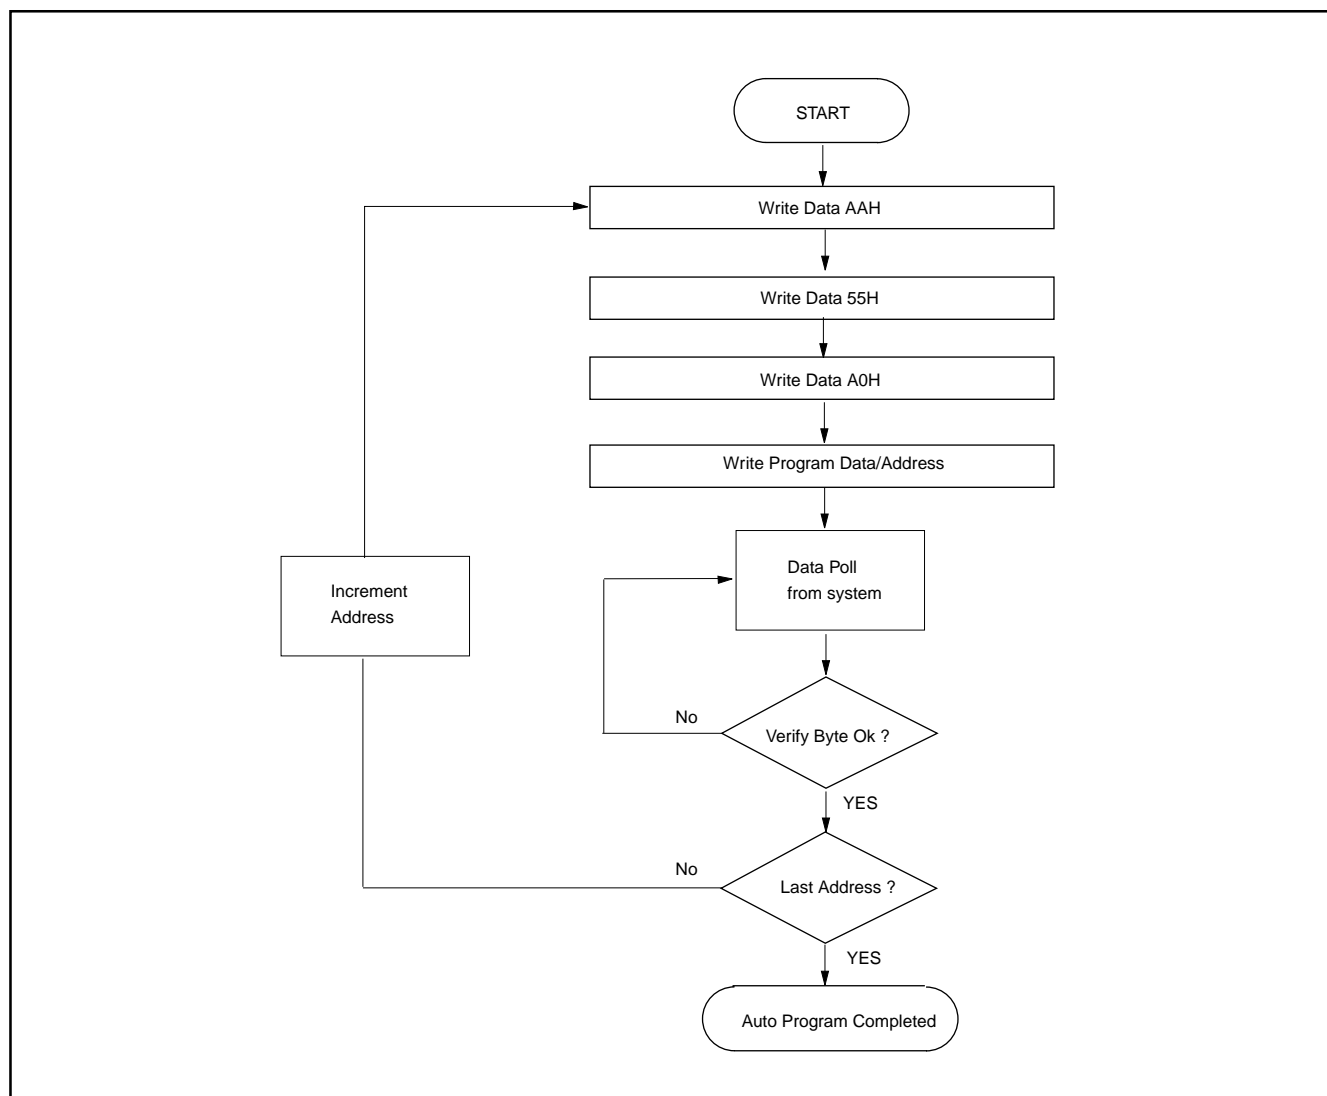 START
Write Data AAH
Write Data 55H
Write Data A0H
Write Program Data/Address
Data Poll
from system
Increment
Address
No
Verify Byte Ok ?
YES
No
Last Address ?
YES
Auto Program Completed